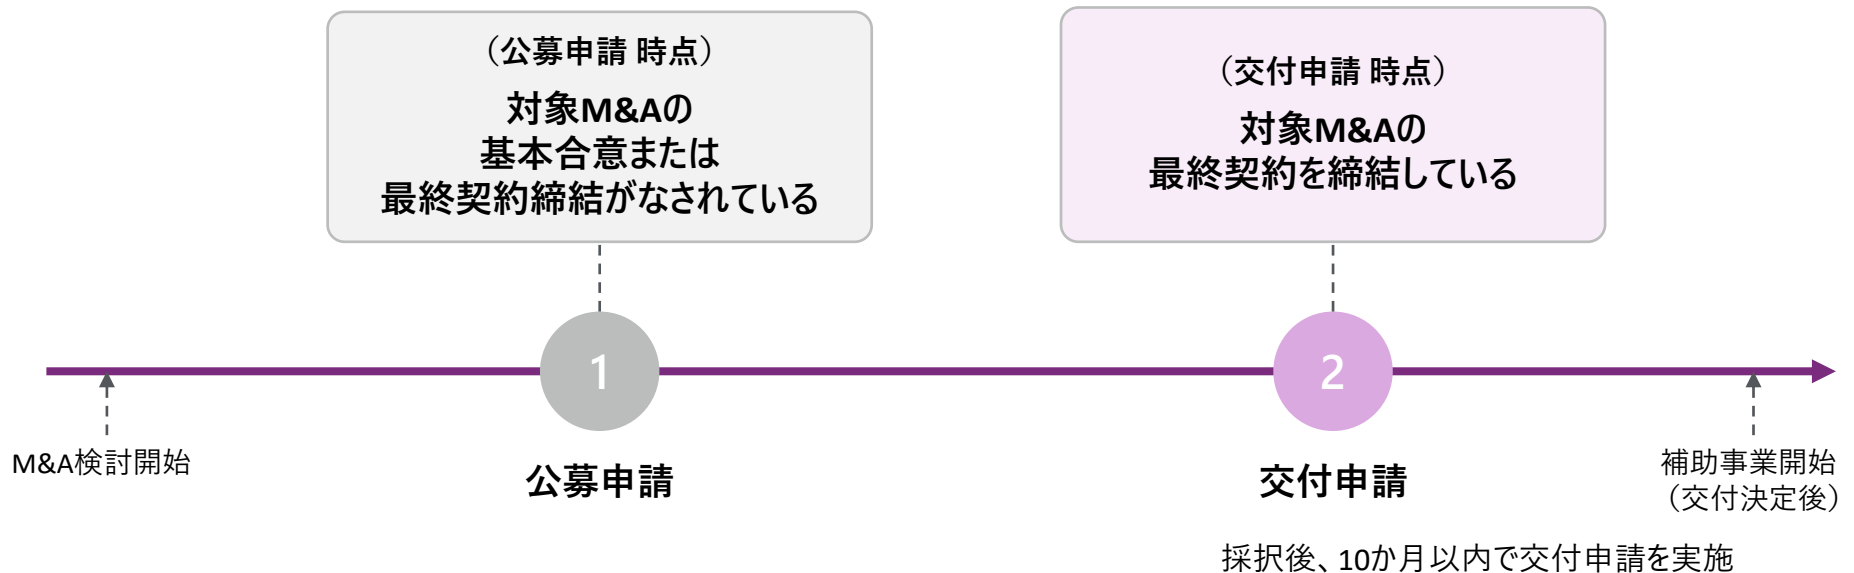 （公募申請 時点）
対象M&Aの
基本合意または
最終契約締結がなされている
（交付申請 時点）
対象M&Aの
最終契約を締結している
1
2
M&A検討開始
公募申請
交付申請
補助事業開始
（交付決定後）
採択後、10か月以内で交付申請を実施